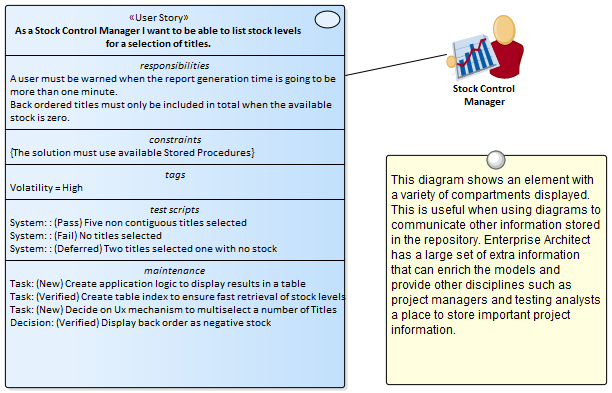 «User Story»
As a Stock Control Manager I want to be able to list stock levels
for a selection of titles.
responsibilities
A user must be warned when the report generation time is going to be
more than one minute.
Back ordered titles must only be included in total when the available
stock is zero.
constraints
{The solution must use available Stored Procedures}
tags
Volatility = High
test scripts
System: : (Pass) Five non contiguous titles selected
System: : (Fail) No titles selected
System: : (Deferred) Two titles selected one with no stock
maintenance
Task: (New) Create application logic to display results in a table
Task: (Verified) Create table index to ensure fast retrieval of stock levels
Task: (New) Decide on Ux mechanism to multiselect a number of Titles
Decision: (Verified) Display back order as negative stock
Stock Control
Manager
This diagram shows an element with
a variety of compartments displayed.
This is useful when using diagrams to
communicate other information stored
in the repository. Enterprise Architect
has a large set of extra information
that can enrich the models and
provide other disciplines such as
project managers and testing analysts
a place to store important project
information.